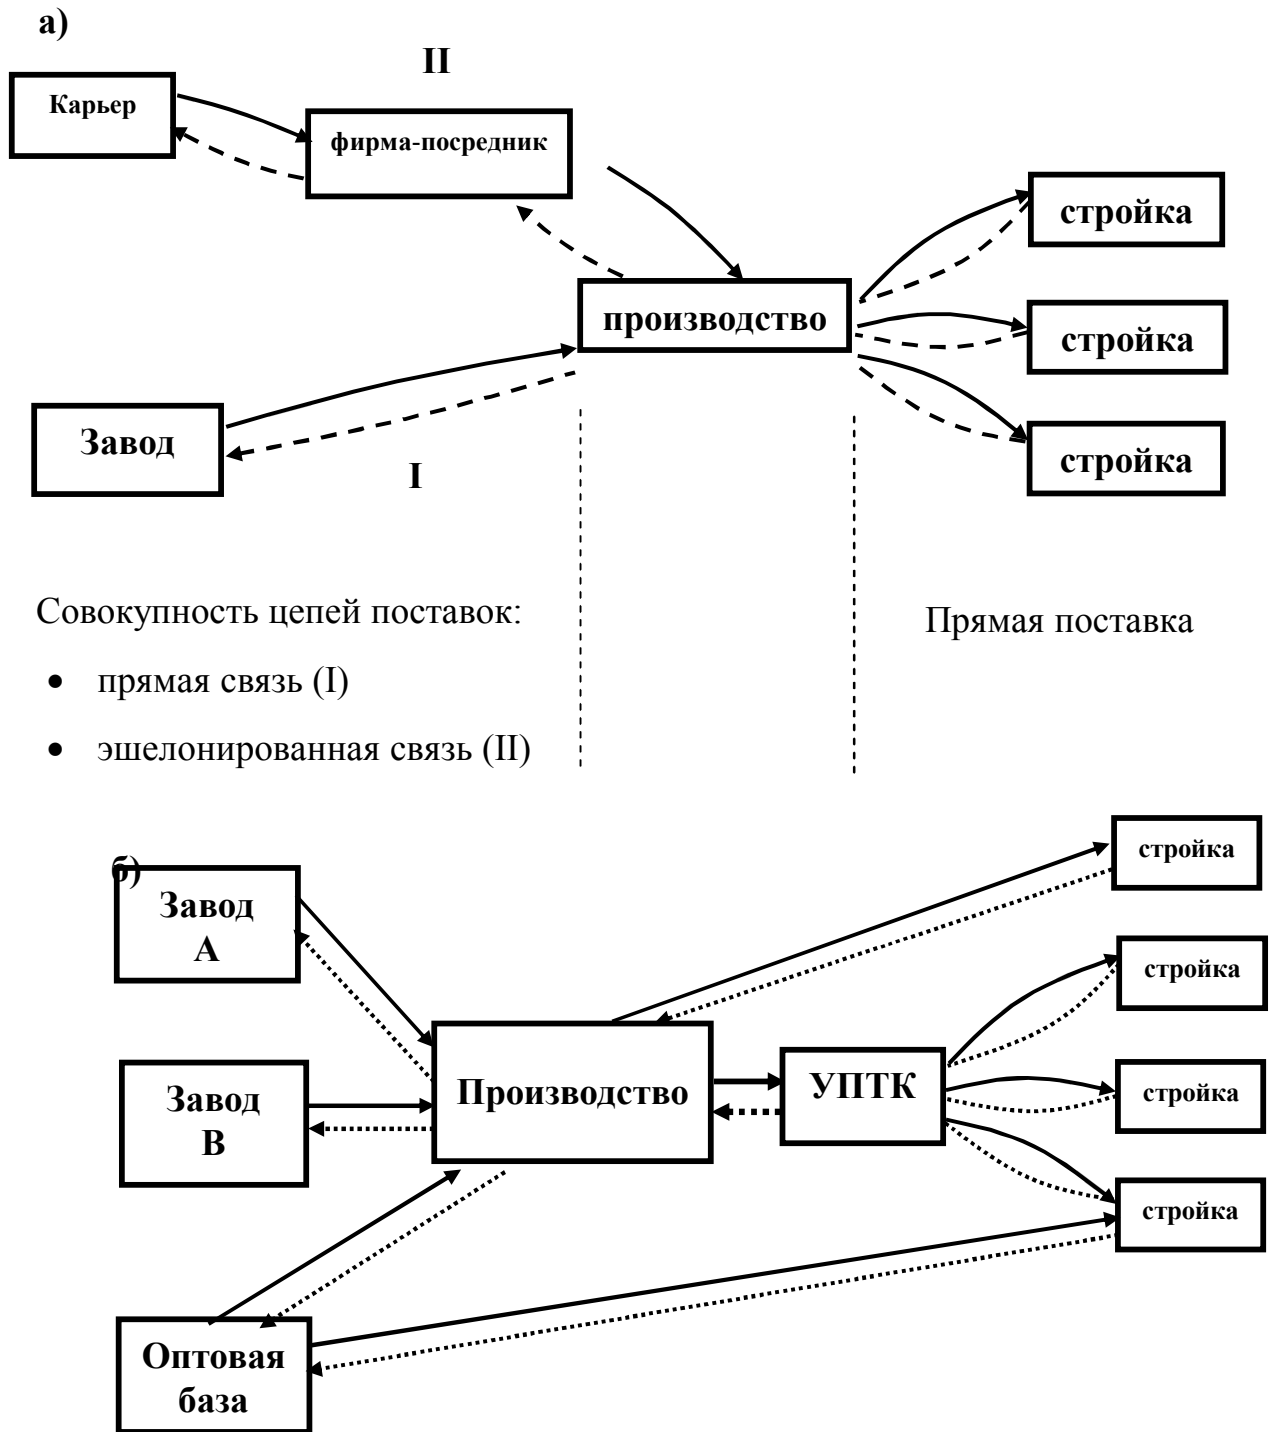 а)
II
Карьер
фирма-посредник
стройка
производство
стройка
Завод
стройка
I
Совокупность цепей поставок:
Прямая поставка
• прямая связь (I)
• эшелонированная связь (II)
б)
стройка
Завод
А
стройка
Производство
УПТК
стройка
Завод
В
стройка
Оптовая
база